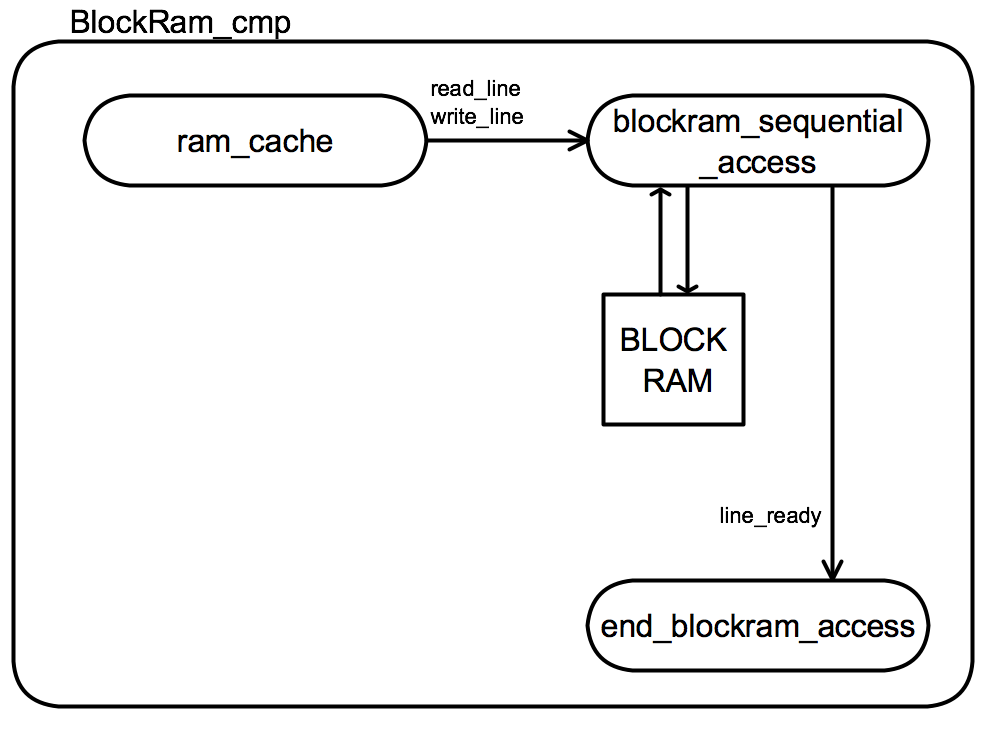 BlockRam_cmp
ram_cache
read_line
write_line
blockram_sequential
_access
BLOCK
RAM
line_ready
end_blockram_access